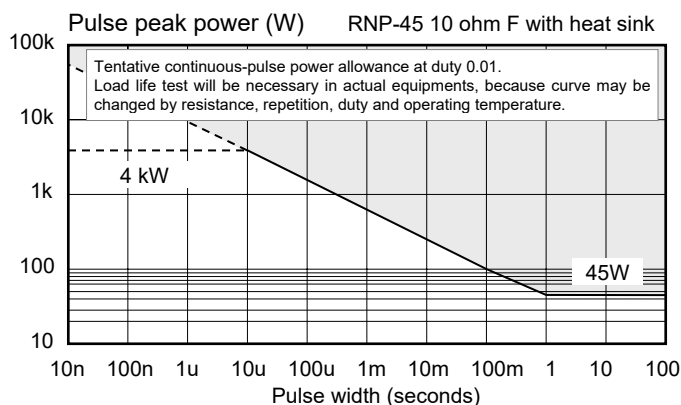 Pulse peak power (W) RNP-45 10 ohm F with heat sink
100k
Tentative continuous-pulse power allowance at duty 0.01.
Load life test will be necessary in actual equipments, because curve may be
changed by resistance, repetition, duty and operating temperature.
10k
4 kW
1k
100
45W
10
10n 100n 1u 10u 100u 1m 10m 100m 1 10 100
Pulse width (seconds)